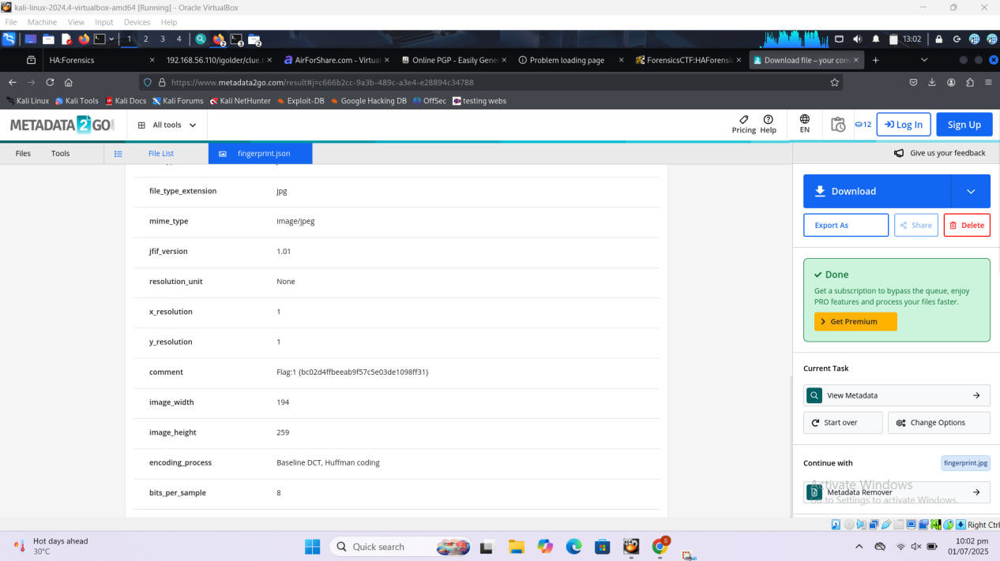 kali-linux-2024.4-virtualbox-amd64 [Running] - Oracle VirtualBox
File Machine View Input Devices Help
1 2 3 4 2 3 2 13:02
HA:Forensics 192.168.56.110/igolder/clue.t AirForShare.com - Virtual Online PGP - Easily Gene Problem loading page ForensicsCTF:HAForensic Download file – your conv
https://www.metadata2go.com/result#j=c666b2cc-9a3b-489c-a3e4-e28894c34788
Kali Linux Kali Tools Kali Docs Kali Forums Kali NetHunter Exploit-DB Google Hacking DB OffSec testing webs
METADATA2GO.com All tools Pricing Help EN 12 Log In Sign Up
Files Tools File List fingerprint.json Give us your feedback
file_type_extension jpg
mime_type image/jpeg
jfif_version 1.01
resolution_unit None
x_resolution 1
y_resolution 1
comment Flag:1 {bc02d4ffbeeab9f57c5e03de1098ff31}
image_width 194
image_height 259
encoding_process Baseline DCT, Huffman coding
bits_per_sample 8
Download
Export As Share Delete
Done
Get a subscription to bypass the queue, enjoy
PRO features and process your files faster.
Get Premium
Current Task
View Metadata
Start over Change Options
Continue with fingerprint.jpg
Metadata Remover
Activate Windows
Go to Settings to activate Windows.
Right Ctrl
Hot days ahead
30°C
Quick search
5
10:02 pm
01/07/2025